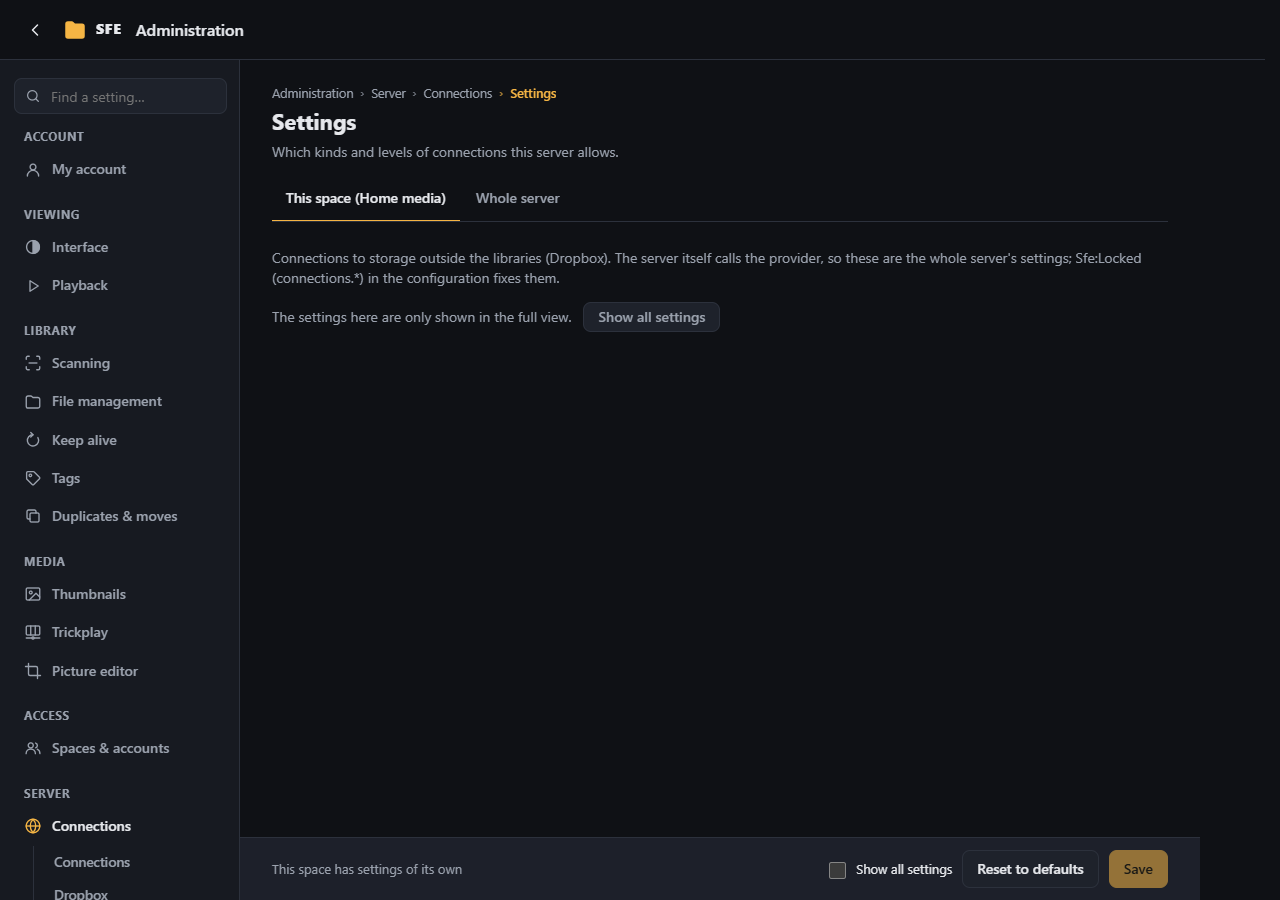 SFE Administration
Find a setting...
ACCOUNT
My account
VIEWING
Interface
Playback
LIBRARY
Scanning
File management
Keep alive
Tags
Duplicates & moves
MEDIA
Thumbnails
Trickplay
Picture editor
ACCESS
Spaces & accounts
SERVER
Connections
Connections
Dropbox
Administration › Server › Connections › Settings
Settings
Which kinds and levels of connections this server allows.
This space (Home media) Whole server
Connections to storage outside the libraries (Dropbox). The server itself calls the provider, so these are the whole server's settings; Sfe:Locked
(connections.*) in the configuration fixes them.
The settings here are only shown in the full view. Show all settings
This space has settings of its own Show all settings Reset to defaults Save